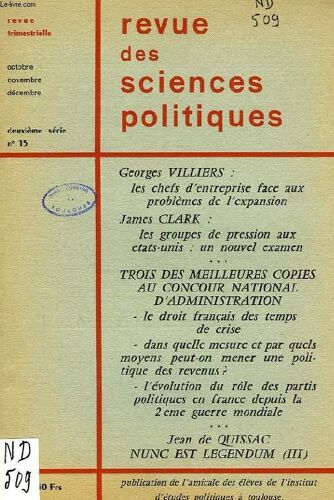 Le-livre.com
ND
509
revue
trimestrielle
octobre
novembre
décembre
deuxième série
n° 15
revue
des
sciences
politiques
Georges VILLIERS :
les chefs d'entreprise face aux
problèmes de l'expansion
James CLARK :
les groupes de pression aux
etats-unis : un nouvel examen
* * *
TROIS DES MEILLEURES COPIES
AU CONCOUR NATIONAL
D'ADMINISTRATION
- le droit français des temps
de crise
- dans quelle mesure et par quels
moyens peut-on mener une poli-
tique des revenus ?
- l'évolution du rôle des partis
politiques en france depuis la
2eme guerre mondiale
* * *
Jean de QUISSAC
NUNC EST LEGENDUM (III)
TOULOUSE
ND
509
50 Frs
publication de l'amicale des élèves de l'institut
d'études politiques à toulouse.